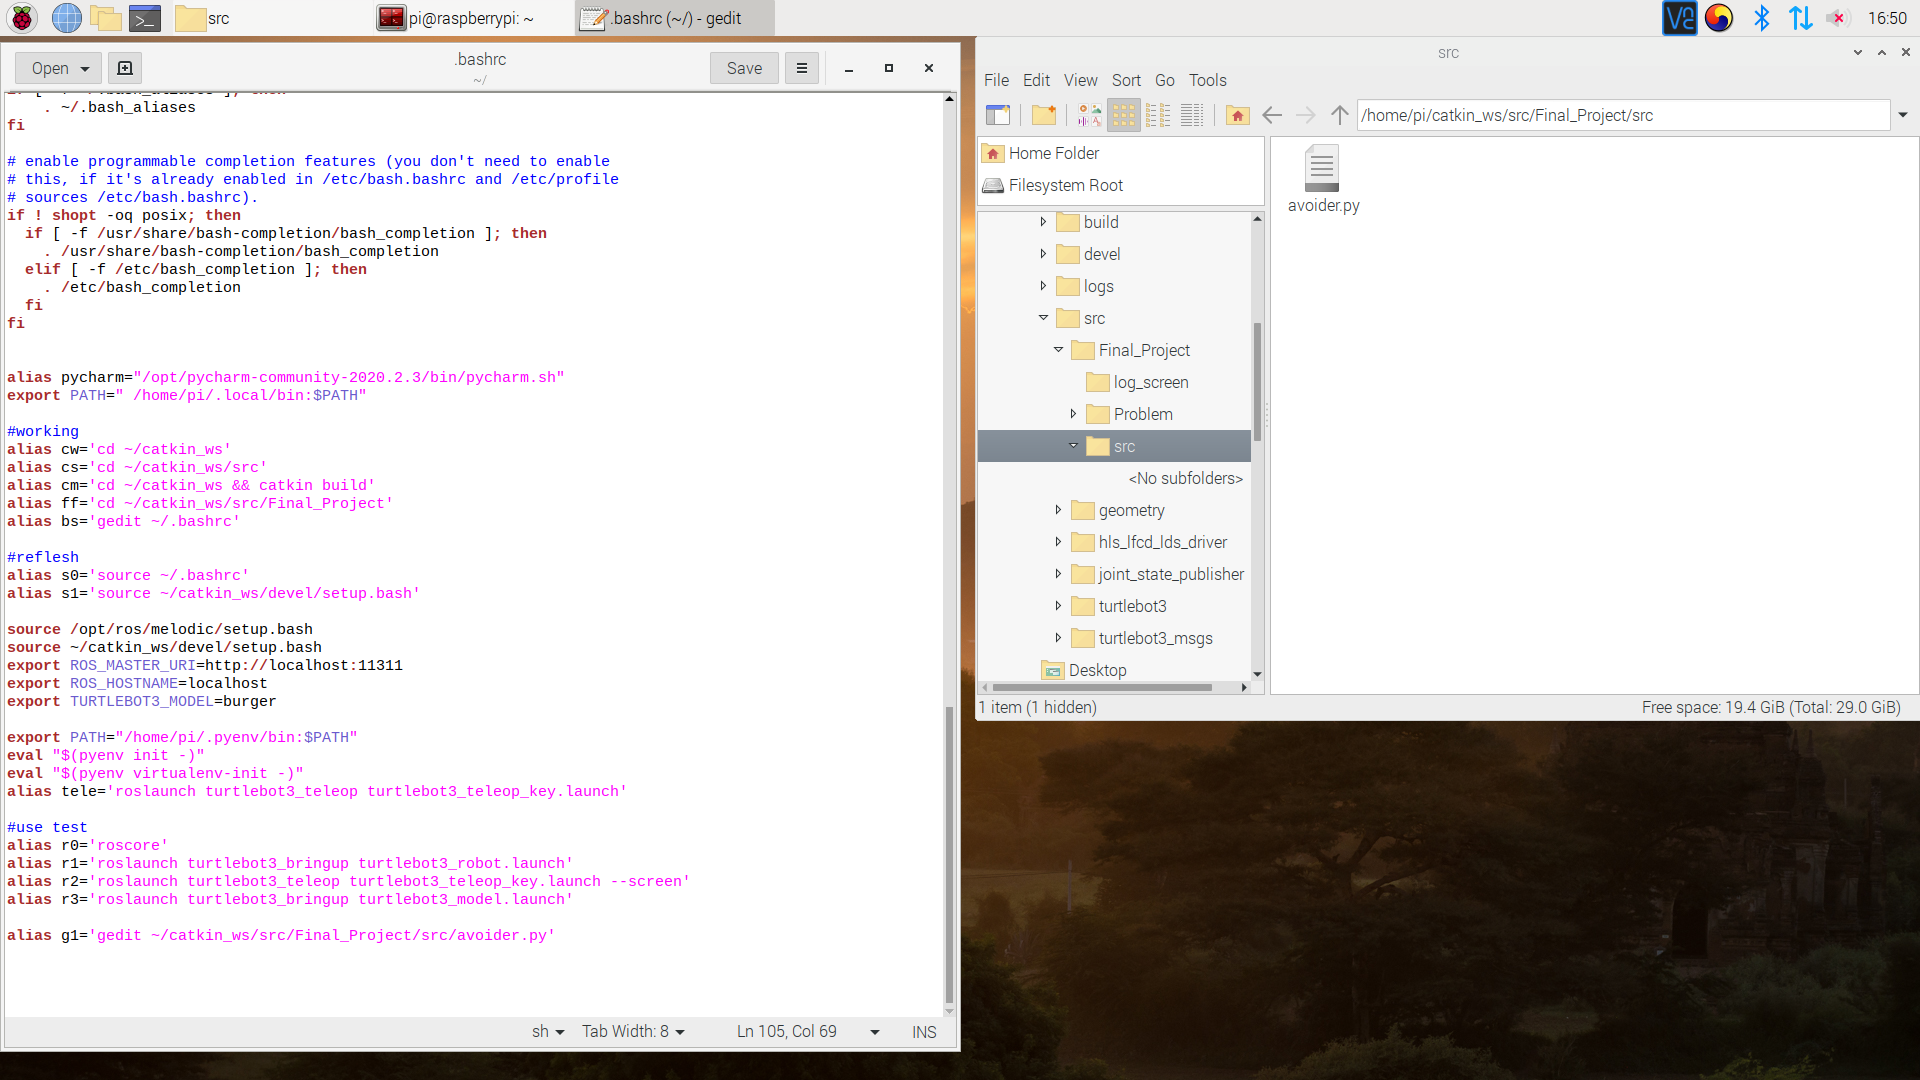 src
pi@raspberrypi: ~
.bashrc (~/) - gedit
16:50
Open
.bashrc
~/
Save
. ~/.bash_aliases
fi
# enable programmable completion features (you don't need to enable
# this, if it's already enabled in /etc/bash.bashrc and /etc/profile
# sources /etc/bash.bashrc).
if ! shopt -oq posix; then
if [ -f /usr/share/bash-completion/bash_completion ]; then
. /usr/share/bash-completion/bash_completion
elif [ -f /etc/bash_completion ]; then
. /etc/bash_completion
fi
fi
alias pycharm="/opt/pycharm-community-2020.2.3/bin/pycharm.sh"
export PATH=" /home/pi/.local/bin:$PATH"
#working
alias cw='cd ~/catkin_ws'
alias cs='cd ~/catkin_ws/src'
alias cm='cd ~/catkin_ws && catkin build'
alias ff='cd ~/catkin_ws/src/Final_Project'
alias bs='gedit ~/.bashrc'
#reflesh
alias s0='source ~/.bashrc'
alias s1='source ~/catkin_ws/devel/setup.bash'
source /opt/ros/melodic/setup.bash
source ~/catkin_ws/devel/setup.bash
export ROS_MASTER_URI=http://localhost:11311
export ROS_HOSTNAME=localhost
export TURTLEBOT3_MODEL=burger
export PATH="/home/pi/.pyenv/bin:$PATH"
eval "$(pyenv init -)"
eval "$(pyenv virtualenv-init -)"
alias tele='roslaunch turtlebot3_teleop turtlebot3_teleop_key.launch'
#use test
alias r0='roscore'
alias r1='roslaunch turtlebot3_bringup turtlebot3_robot.launch'
alias r2='roslaunch turtlebot3_teleop turtlebot3_teleop_key.launch --screen'
alias r3='roslaunch turtlebot3_bringup turtlebot3_model.launch'
alias g1='gedit ~/catkin_ws/src/Final_Project/src/avoider.py'
sh
Tab Width: 8
Ln 105, Col 69
INS
src
File Edit View Sort Go Tools
/home/pi/catkin_ws/src/Final_Project/src
Home Folder
Filesystem Root
build
devel
logs
src
Final_Project
log_screen
Problem
src
<No subfolders>
geometry
hls_lfcd_lds_driver
joint_state_publisher
turtlebot3
turtlebot3_msgs
Desktop
avoider.py
1 item (1 hidden)
Free space: 19.4 GiB (Total: 29.0 GiB)